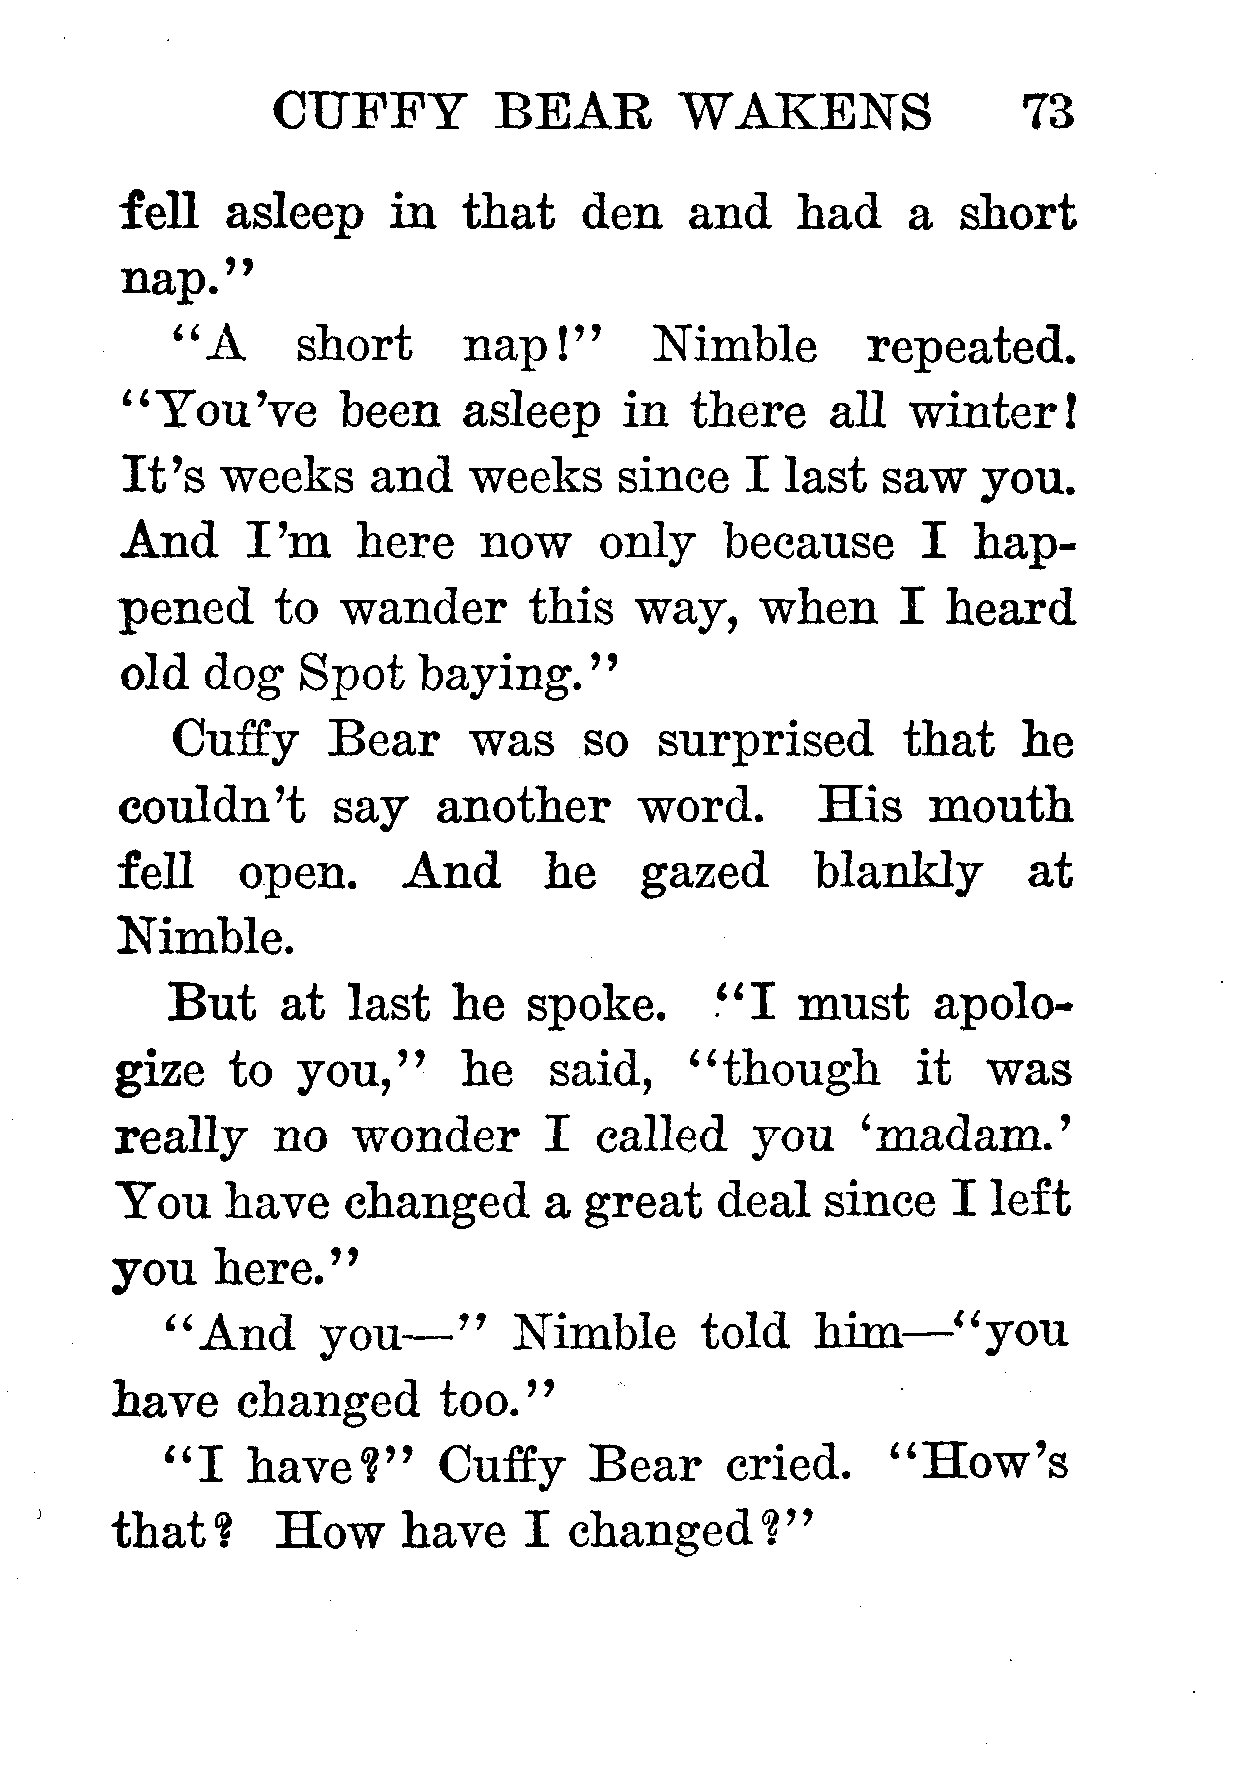 CUFFY BEAR WAKENS 73
fell asleep in that den and had a short
nap."
"A short nap!" Nimble repeated.
"You've been asleep in there all winter!
It's weeks and weeks since I last saw you.
And I'm here now only because I hap-
pened to wander this way, when I heard
old dog Spot baying."
Cuffy Bear was so surprised that he
couldn't say another word. His mouth
fell open. And he gazed blankly at
Nimble.
But at last he spoke. "I must apolo-
gize to you," he said, "though it was
really no wonder I called you 'madam.'
You have changed a great deal since I left
you here."
"And you—" Nimble told him—"you
have changed too."
"I have?" Cuffy Bear cried. "How's
that? How have I changed?"